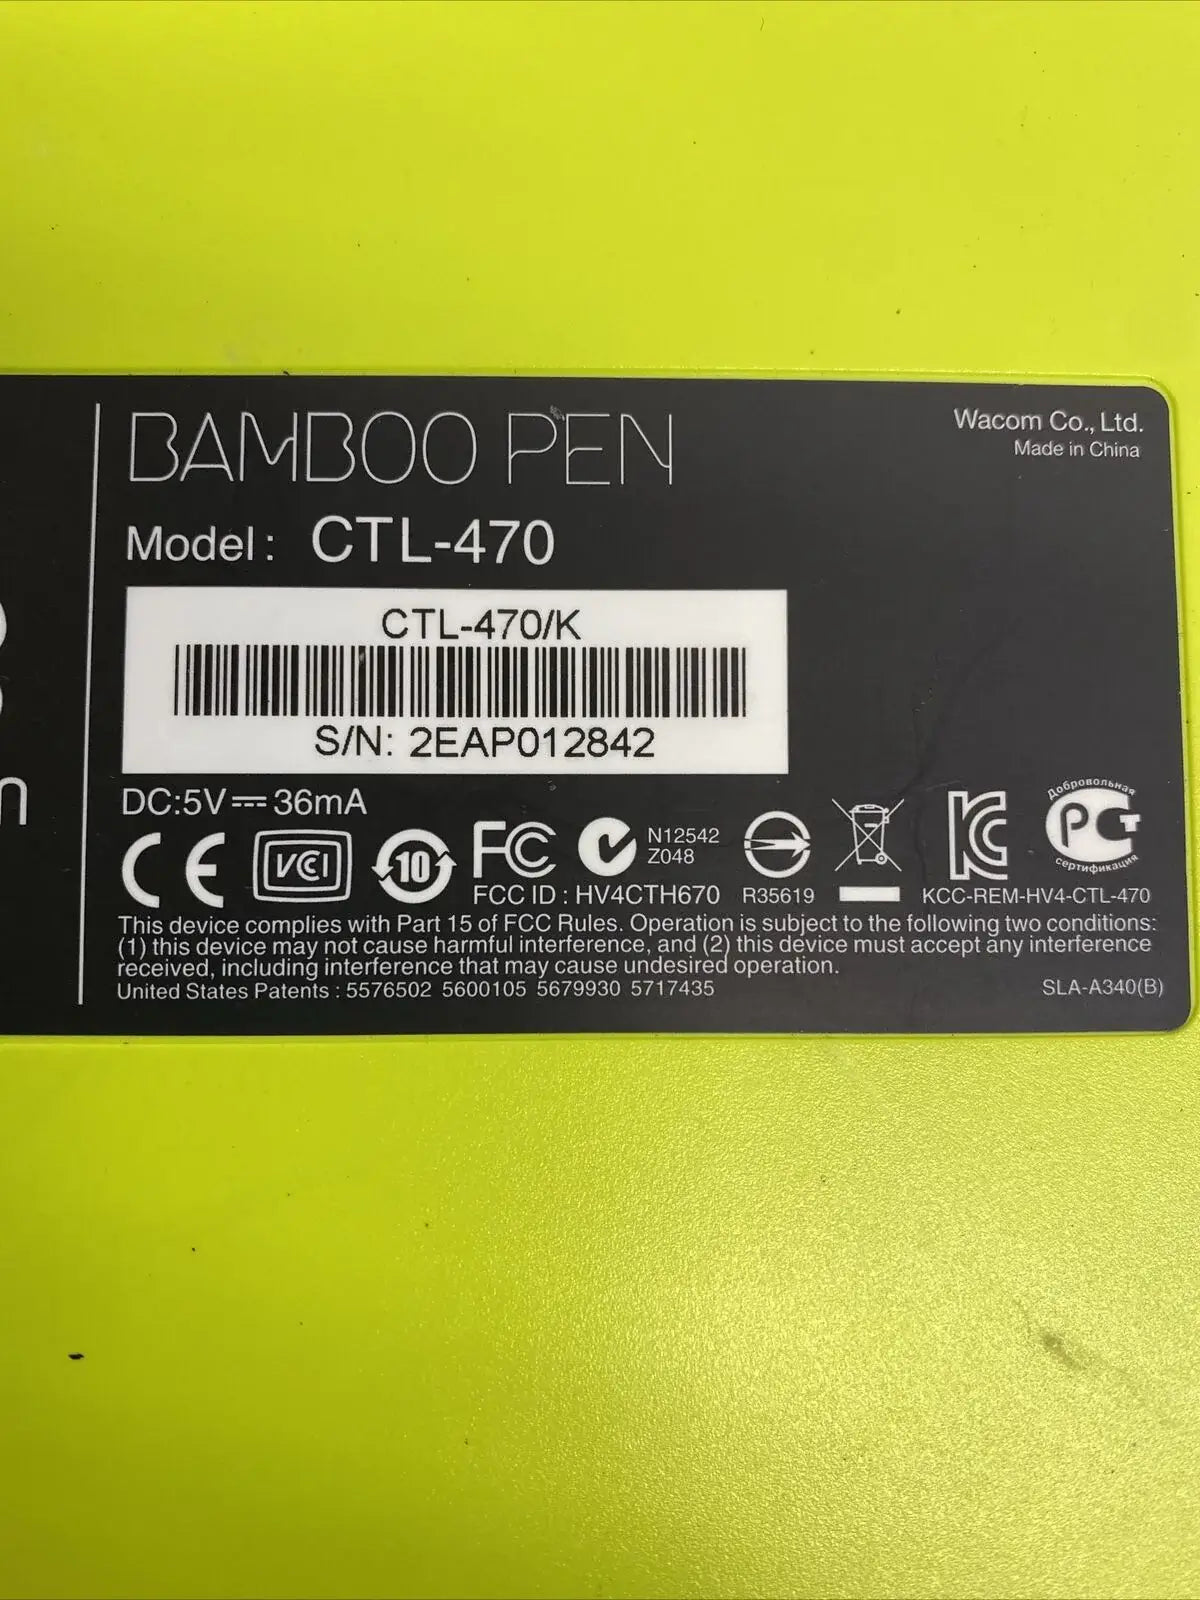 BAMBOO PEN
Wacom Co., Ltd.
Made in China
Model: CTL-470
CTL-470/K
S/N: 2EAP012842
DC:5V⎓36mA
CE
VCI
10
FC
N12542
Z048
Добровольная
РСТ
сертификация
FCC ID : HV4CTH670
R35619
KCC-REM-HV4-CTL-470
This device complies with Part 15 of FCC Rules. Operation is subject to the following two conditions:
(1) this device may not cause harmful interference, and (2) this device must accept any interference
received, including interference that may cause undesired operation.
United States Patents : 5576502 5600105 5679930 5717435
SLA-A340(B)